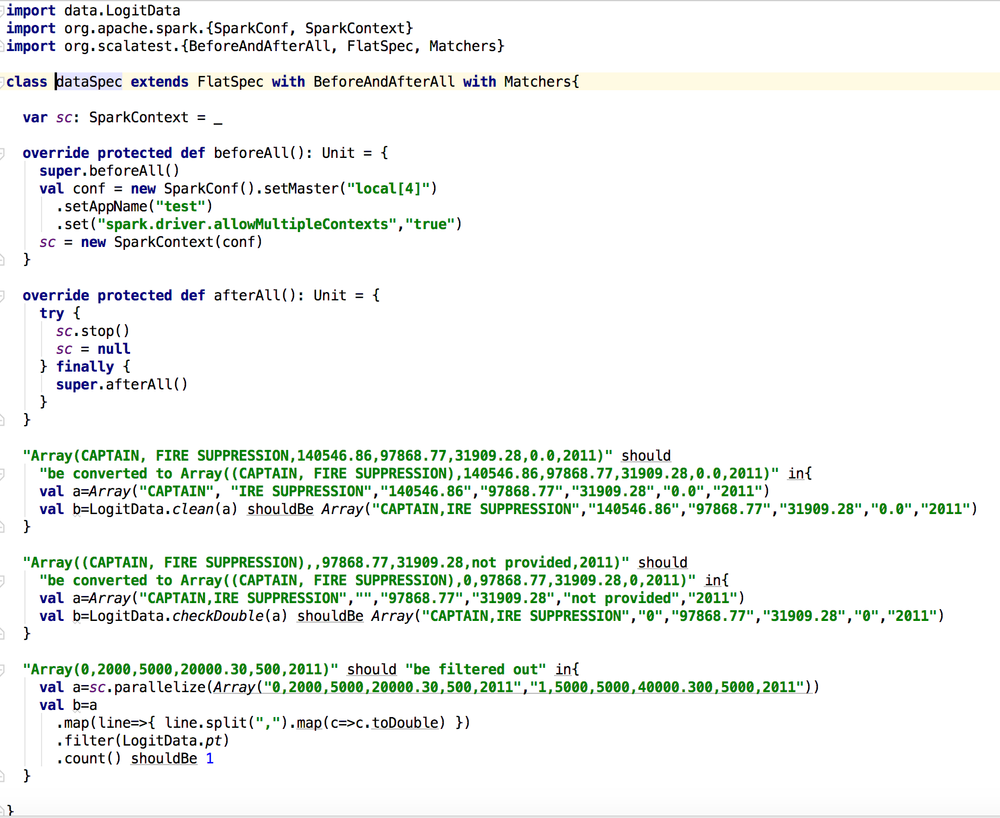 import data.LogitData
import org.apache.spark.{SparkConf, SparkContext}
import org.scalatest.{BeforeAndAfterAll, FlatSpec, Matchers}

class dataSpec extends FlatSpec with BeforeAndAfterAll with Matchers{

  var sc: SparkContext = _

  override protected def beforeAll(): Unit = {
    super.beforeAll()
    val conf = new SparkConf().setMaster("local[4]")
      .setAppName("test")
      .set("spark.driver.allowMultipleContexts","true")
    sc = new SparkContext(conf)
  }

  override protected def afterAll(): Unit = {
    try {
      sc.stop()
      sc = null
    } finally {
      super.afterAll()
    }
  }

  "Array(CAPTAIN, FIRE SUPPRESSION,140546.86,97868.77,31909.28,0.0,2011)" should
    "be converted to Array((CAPTAIN, FIRE SUPPRESSION),140546.86,97868.77,31909.28,0.0,2011)" in{
    val a=Array("CAPTAIN", "IRE SUPPRESSION","140546.86","97868.77","31909.28","0.0","2011")
    val b=LogitData.clean(a) shouldBe Array("CAPTAIN,IRE SUPPRESSION","140546.86","97868.77","31909.28","0.0","2011")
  }

  "Array((CAPTAIN, FIRE SUPPRESSION),,97868.77,31909.28,not provided,2011)" should
    "be converted to Array((CAPTAIN, FIRE SUPPRESSION),0,97868.77,31909.28,0,2011)" in{
    val a=Array("CAPTAIN,IRE SUPPRESSION","","97868.77","31909.28","not provided","2011")
    val b=LogitData.checkDouble(a) shouldBe Array("CAPTAIN,IRE SUPPRESSION","0","97868.77","31909.28","0","2011")
  }

  "Array(0,2000,5000,20000.30,500,2011)" should "be filtered out" in{
    val a=sc.parallelize(Array("0,2000,5000,20000.30,500,2011","1,5000,5000,40000.300,5000,2011"))
    val b=a
      .map(line=>{ line.split(",").map(c=>c.toDouble) })
      .filter(LogitData.pt)
      .count() shouldBe 1
  }

}